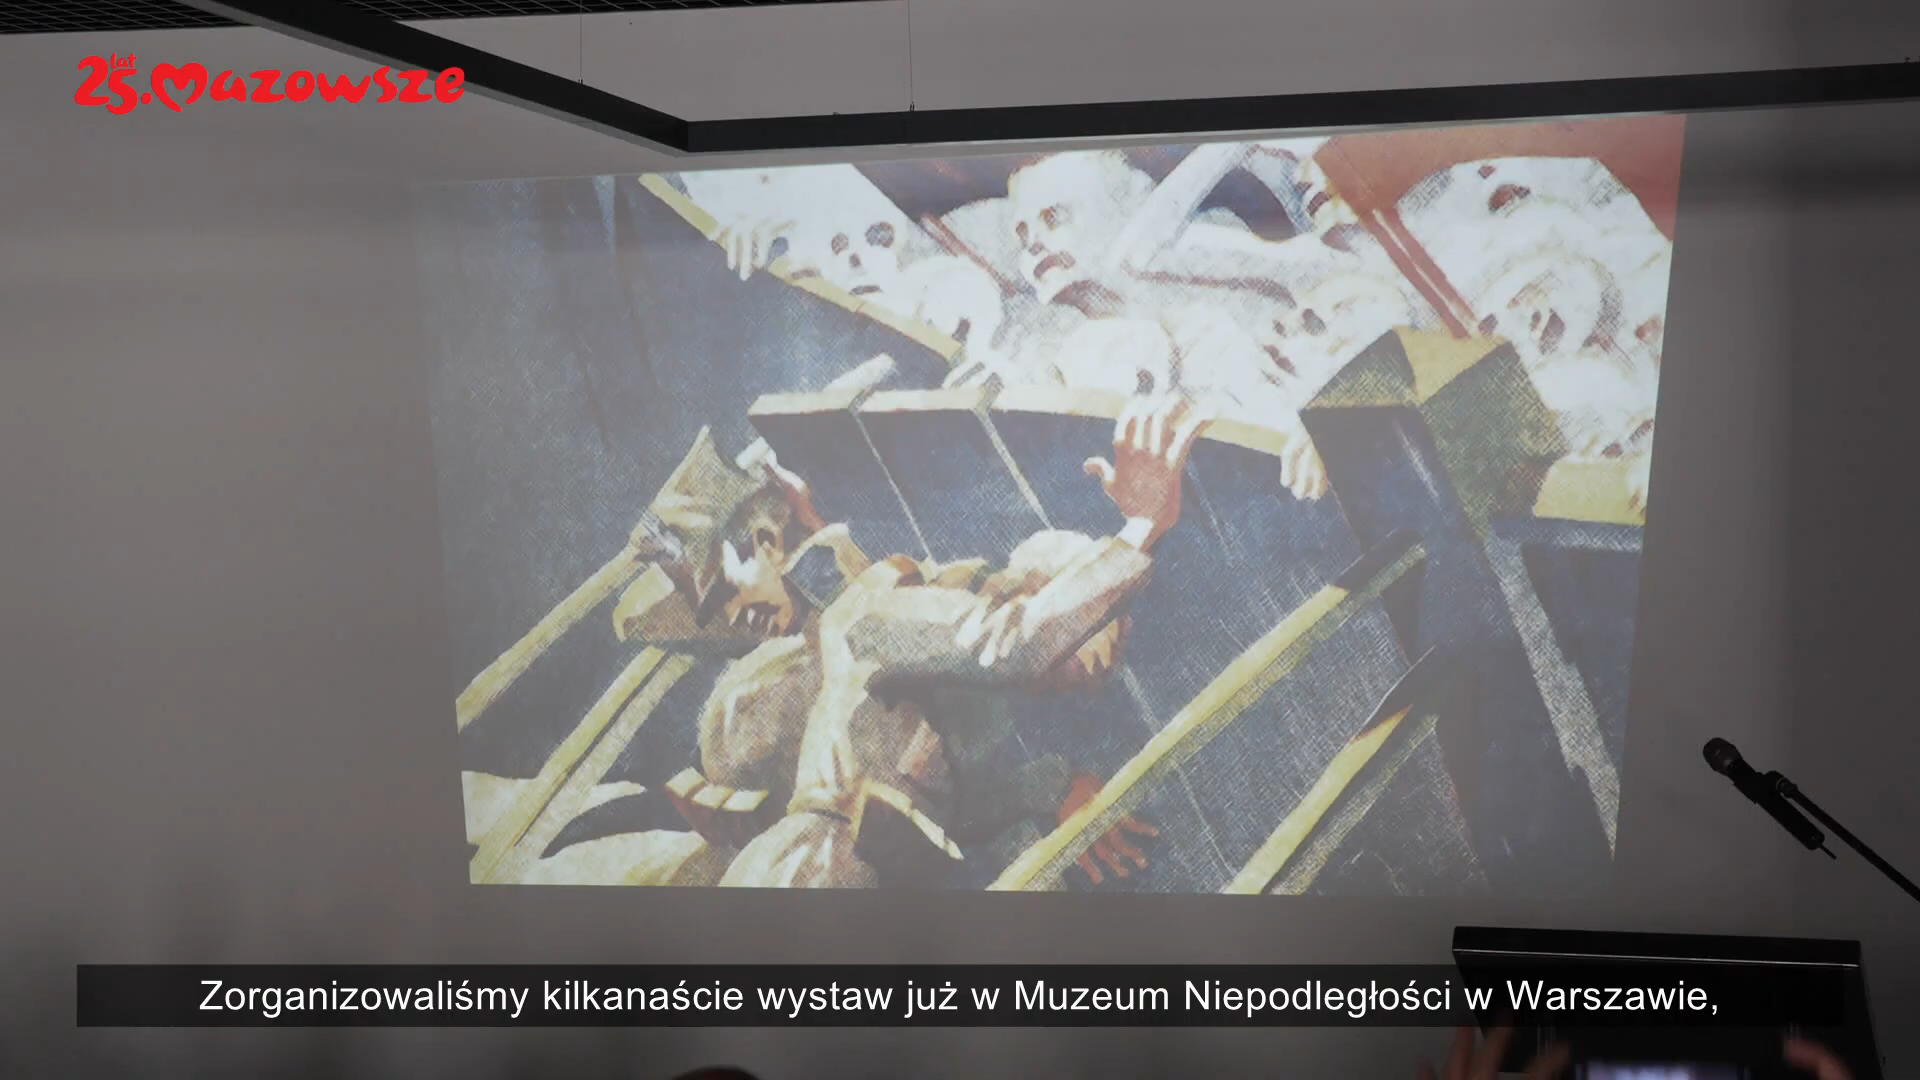 25 lat
Mazowsze
Zorganizowaliśmy kilkanaście wystaw już w Muzeum Niepodległości w Warszawie,